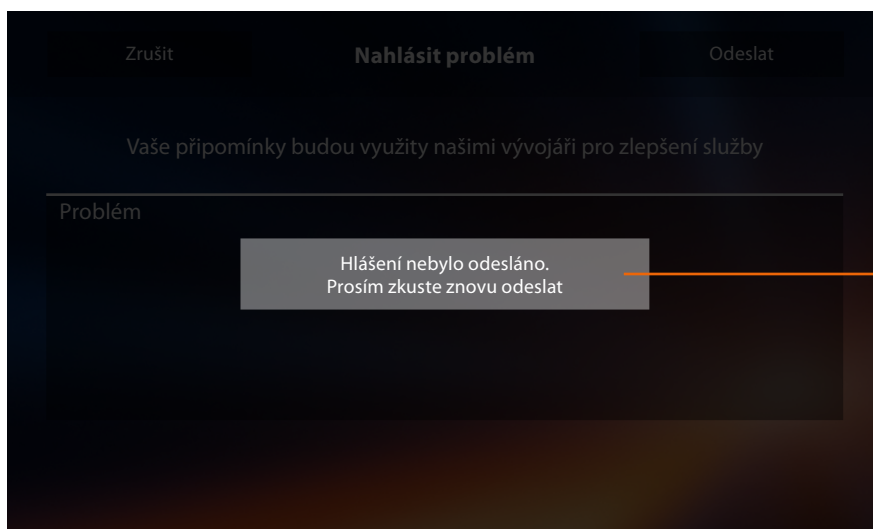 Zrušit
Nahlásit problém
Odeslat
Vaše připomínky budou využity našimi vývojáři pro zlepšení služby
Problém
Hlášení nebylo odesláno.
Prosím zkuste znovu odeslat